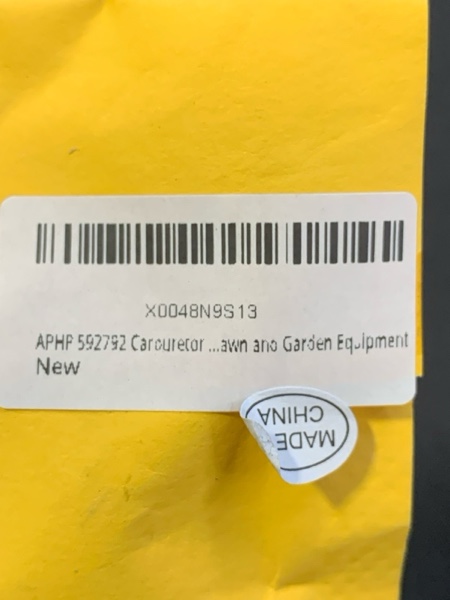 X0048N9S13
APHP 592792 Carburetor ...awn and Garden Equipment
New
MADE
CHINA